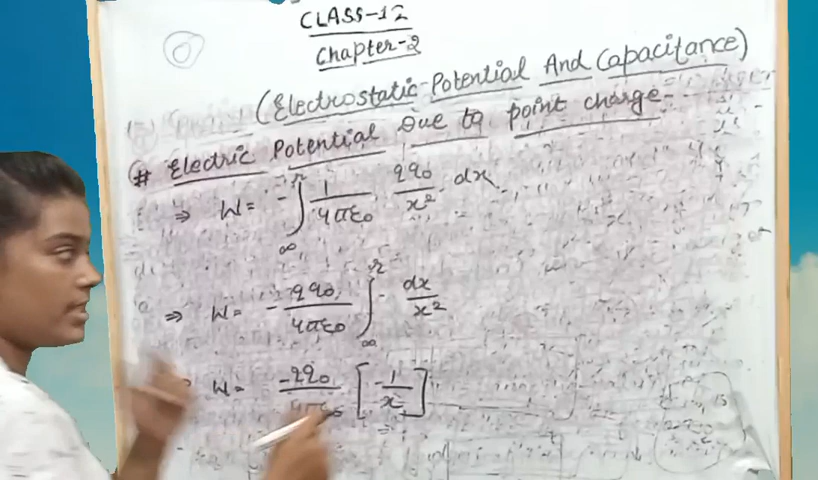 CLASS-12
Chapter-2
(Electrostatic-Potential And Capacitance)
# Electric Potential Due to point charge
⇒ W = -∫∞^r 1/4πε₀ qq₀/x² dx
⇒ W = - qq₀/4πε₀ ∫∞^r dx/x²
W = -qq₀/4πε₀ [-1/x]